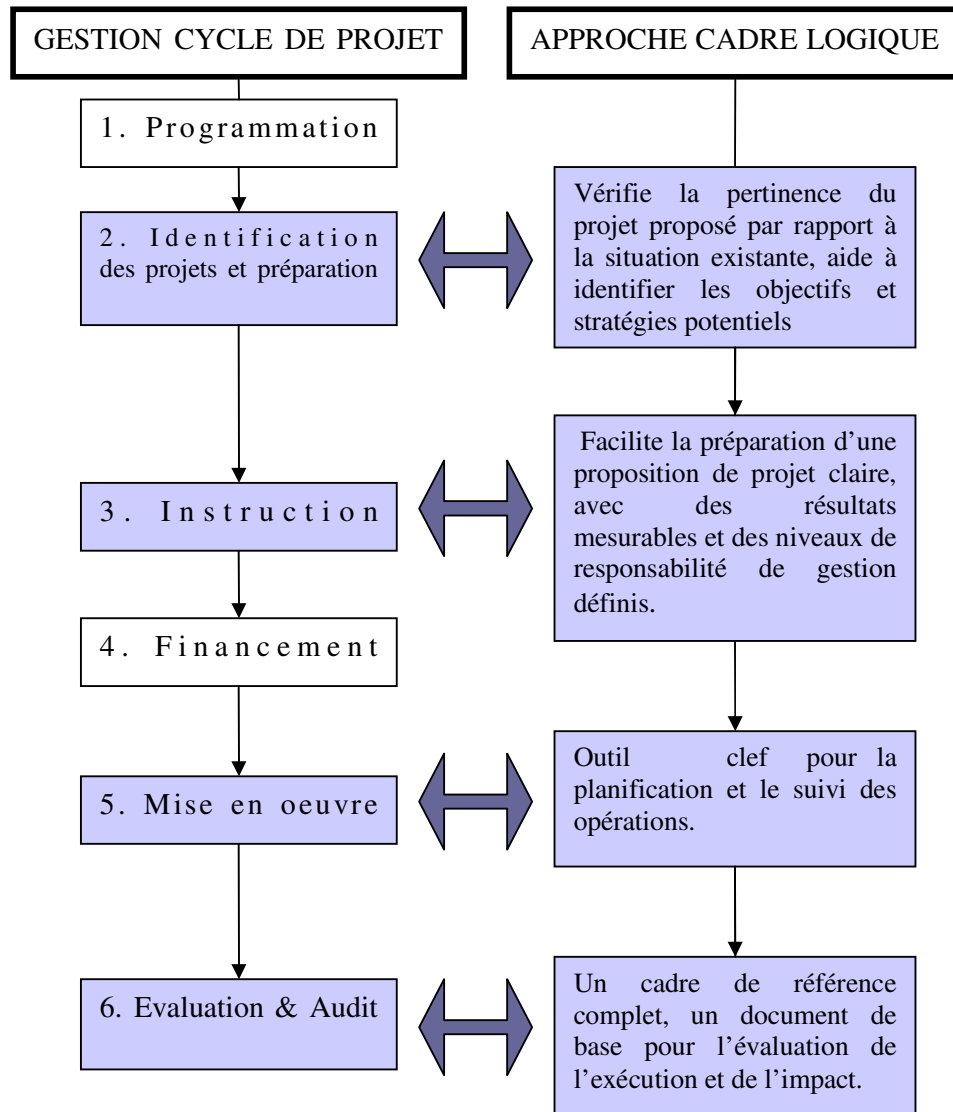 GESTION CYCLE DE PROJET
APPROCHE CADRE LOGIQUE
1. Programmation
2. Identification
des projets et préparation
Vérifie la pertinence du
projet proposé par rapport à
la situation existante, aide à
identifier les objectifs et
stratégies potentiels
3. Instruction
Facilite la préparation d’une
proposition de projet claire,
avec des résultats
mesurables et des niveaux de
responsabilité de gestion
définis.
4. Financement
5. Mise en oeuvre
Outil clef pour la
planification et le suivi des
opérations.
6. Evaluation & Audit
Un cadre de référence
complet, un document de
base pour l’évaluation de
l’exécution et de l’impact.